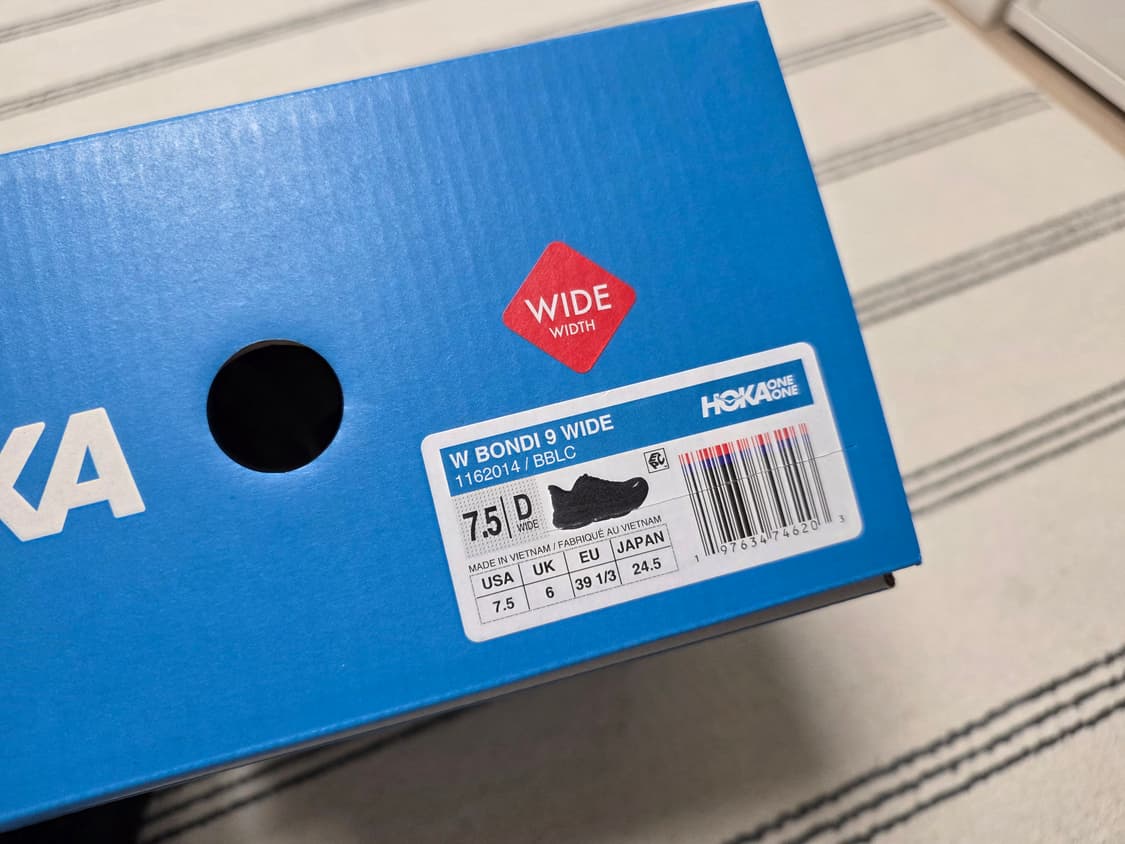 KA
WIDE
WIDTH
W BONDI 9 WIDE
1162014 / BBLC
HOKA ONE ONE
7.5 D WIDE
MADE IN VIETNAM / FABRIQUÉ AU VIETNAM
USA UK EU JAPAN
7.5 6 39 1/3 24.5
1 97634 74620 3